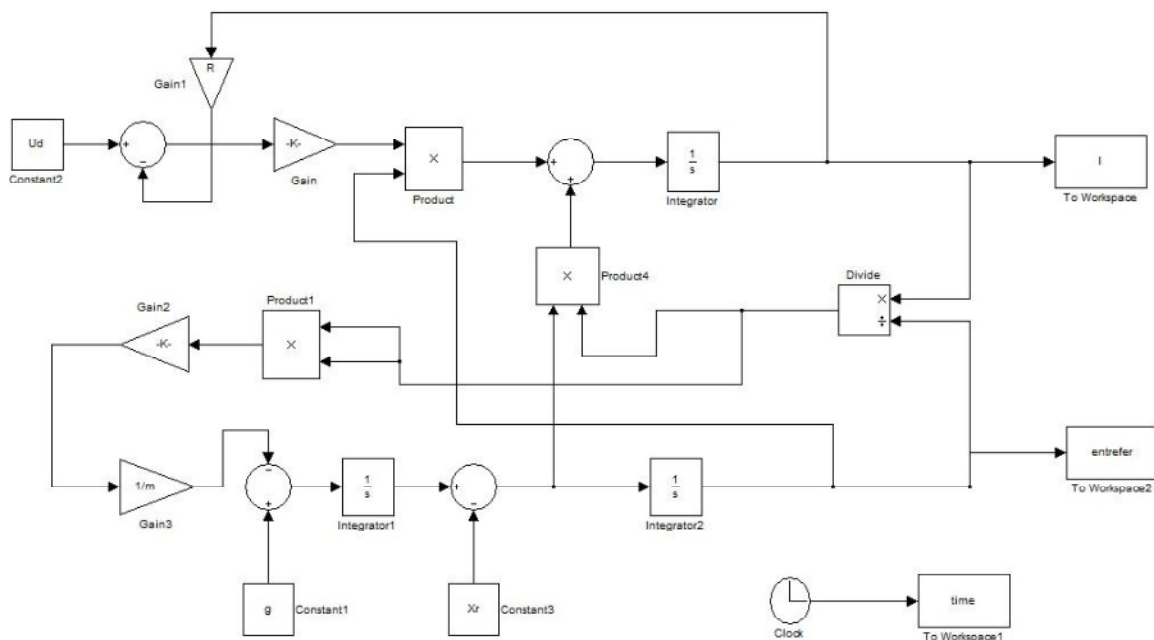 R
Gain1
Ud
Constant2
+
−
-K-
Gain
×
Product
+
+
1
s
Integrator
I
To Workspace
×
Product4
Divide
×
÷
Gain2
-K-
Product1
×
1/m
Gain3
−
+
1
s
Integrator1
+
−
1
s
Integrator2
entrefer
To Workspace2
g
Constant1
Xr
Constant3
Clock
time
To Workspace1